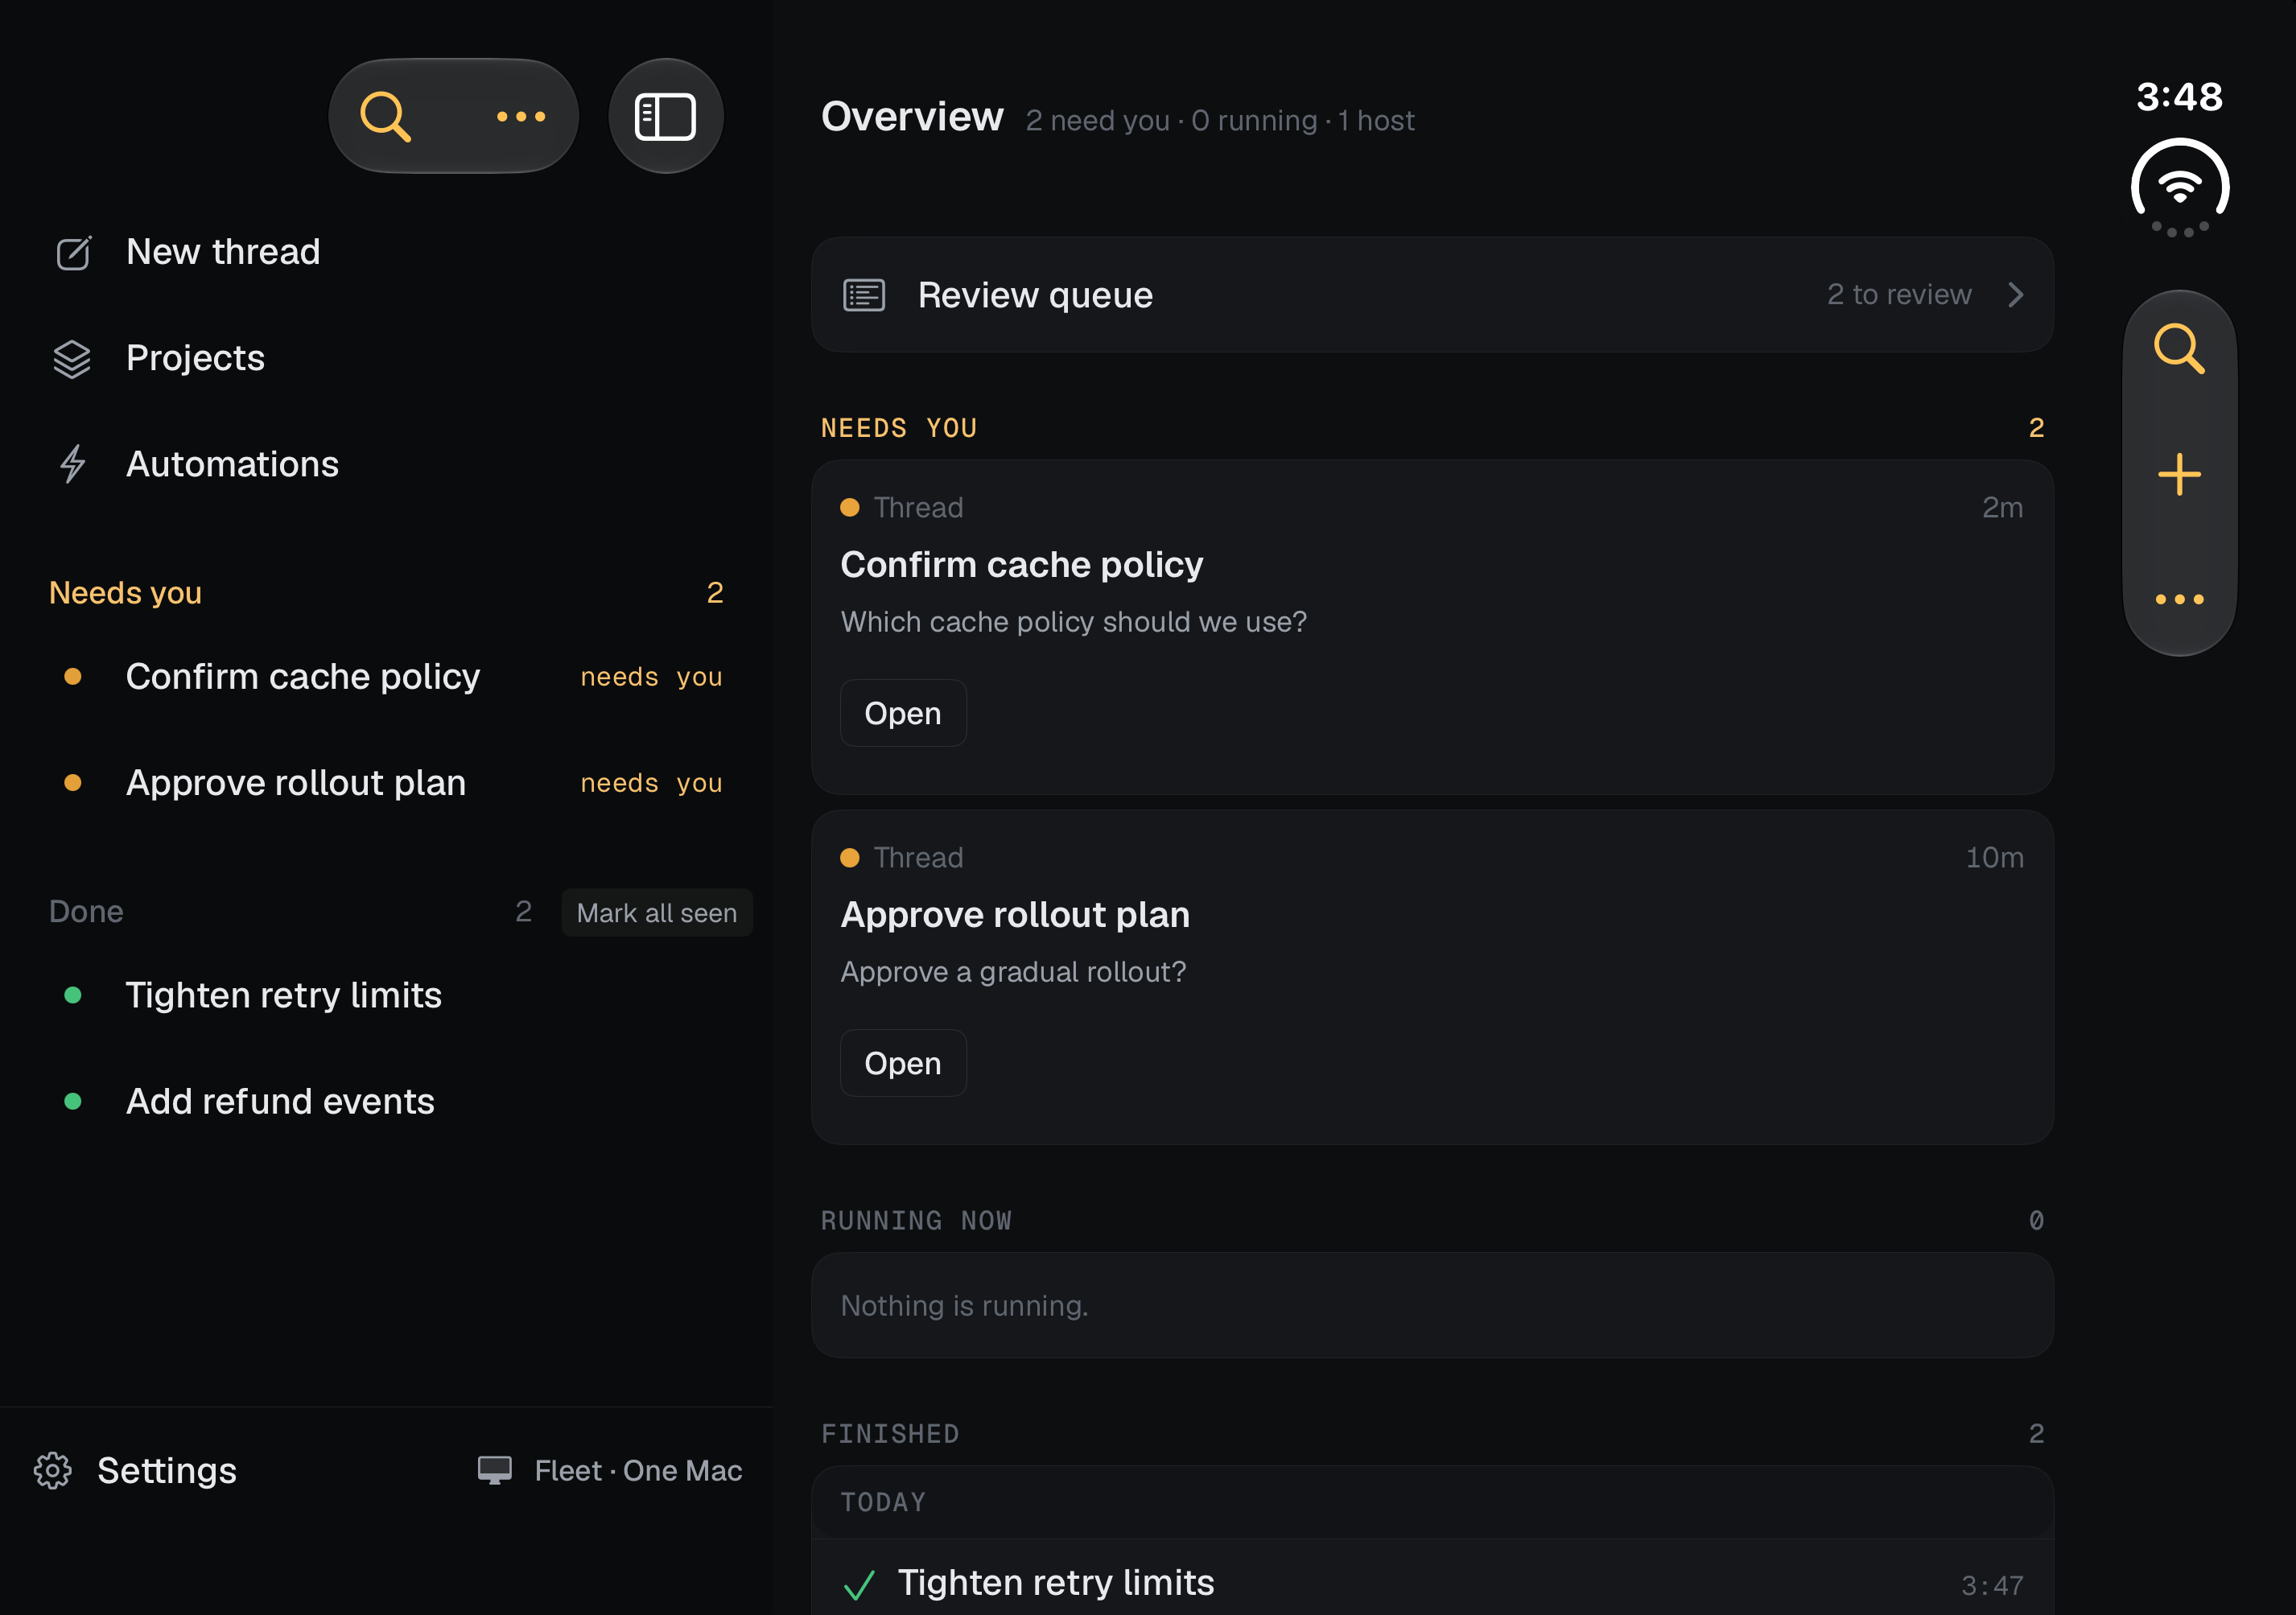 New thread
Projects
Automations
Needs you 2
Confirm cache policy needs you
Approve rollout plan needs you
Done 2 Mark all seen
Tighten retry limits
Add refund events
Settings Fleet · One Mac
Overview 2 need you · 0 running · 1 host
Review queue 2 to review
NEEDS YOU 2
Thread 2m
Confirm cache policy
Which cache policy should we use?
Open
Thread 10m
Approve rollout plan
Approve a gradual rollout?
Open
RUNNING NOW 0
Nothing is running.
FINISHED 2
TODAY
Tighten retry limits 3:47
3:48